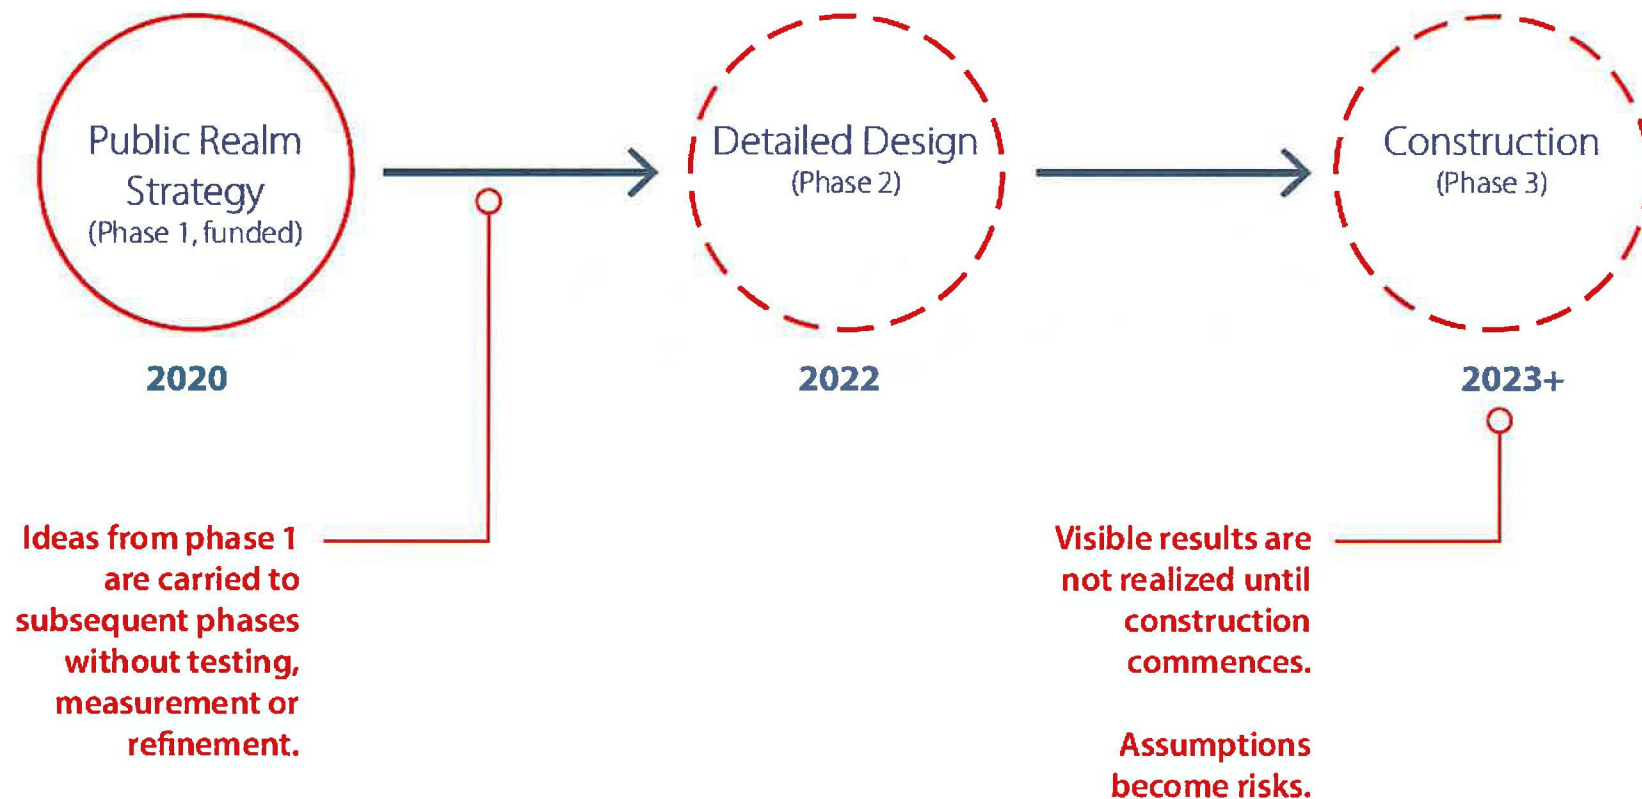 Public Realm
Strategy
(Phase 1, funded)
2020
Detailed Design
(Phase 2)
2022
Construction
(Phase 3)
2023+
Ideas from phase 1
are carried to
subsequent phases
without testing,
measurement or
refinement.
Visible results are
not realized until
construction
commences.
Assumptions
become risks.